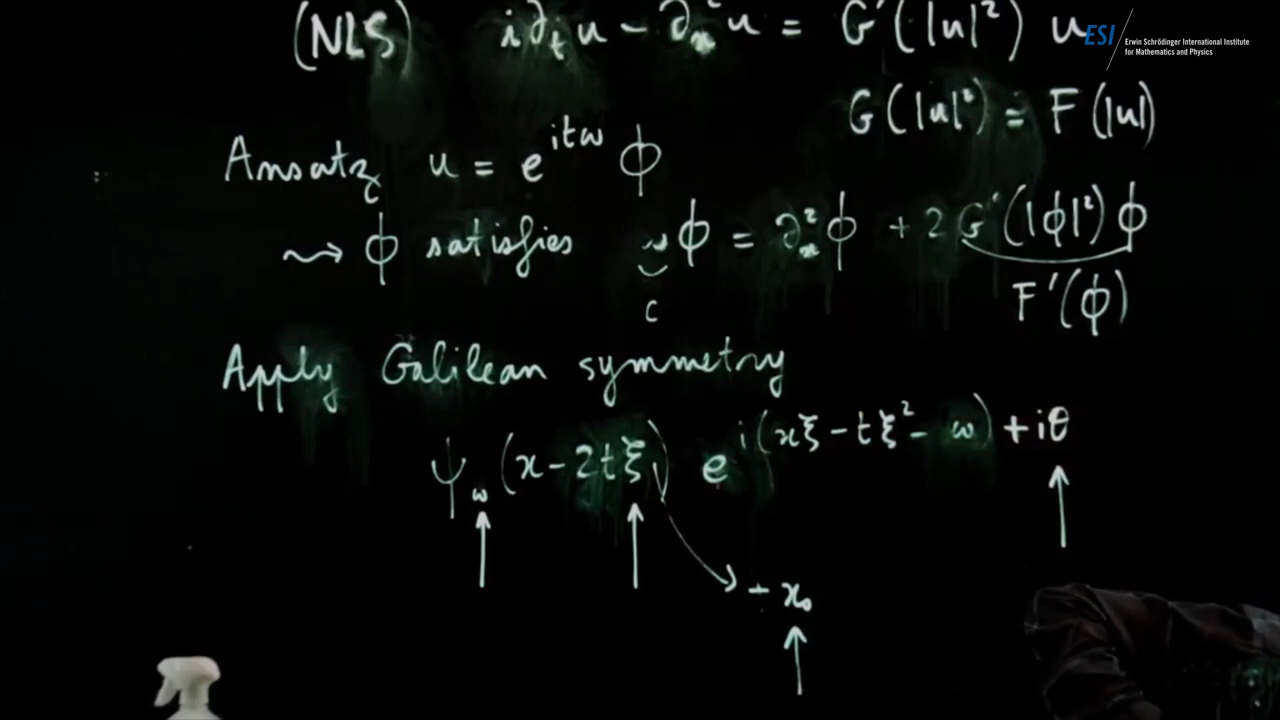 (NLS) i∂ₜu − ∂ₓ²u = G′(|u|²) u
ESI Erwin Schrödinger International Institute
for Mathematics and Physics
G(|u|²) = F(|u|)
Ansatz u = e^{itω} ϕ
⇝ ϕ satisfies ωϕ = ∂ₓ²ϕ + 2G′(|ϕ|²)ϕ
c F′(ϕ)
Apply Galilean symmetry
ψ_ω(x − 2tξ) e^{i(xξ − tξ² − ω) + iθ}
+ x₀